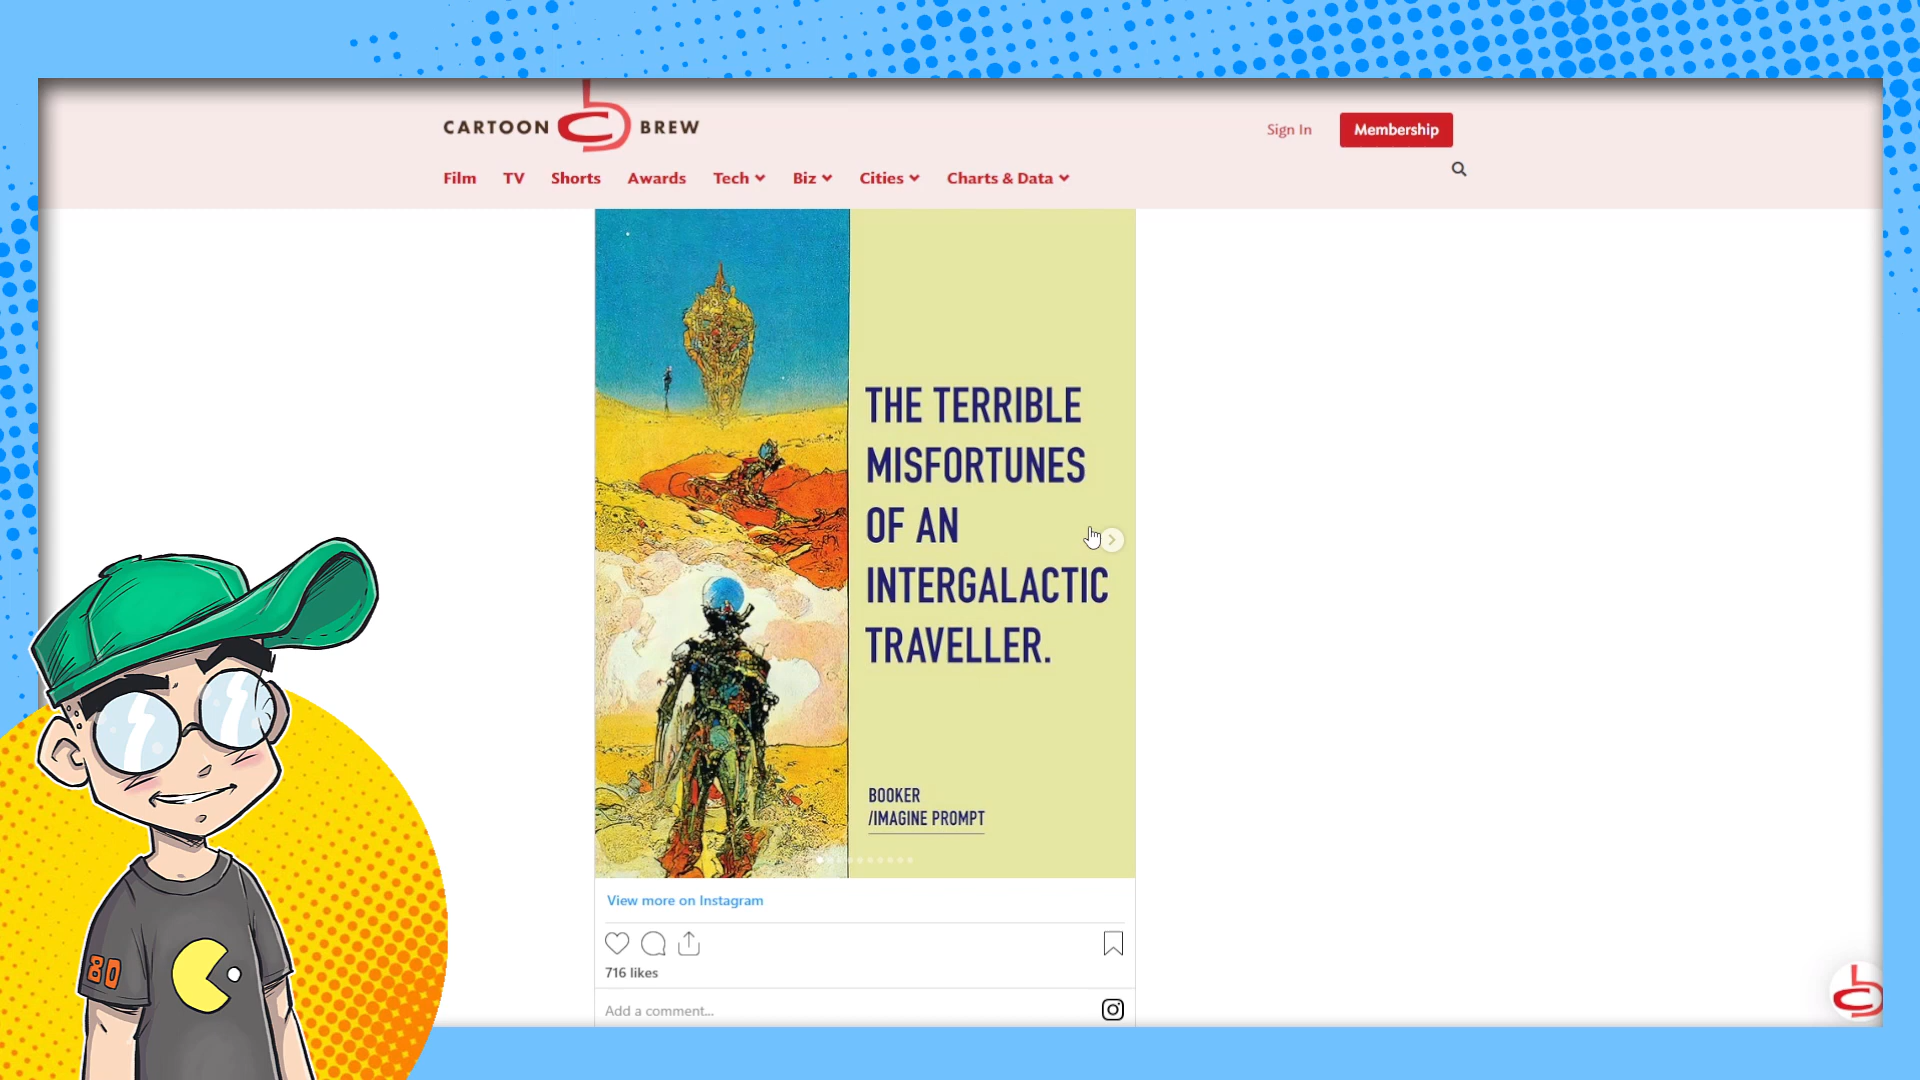 CARTOON BREW
Sign In
Membership
Film TV Shorts Awards Tech Biz Cities Charts & Data
THE TERRIBLE
MISFORTUNES
OF AN
INTERGALACTIC
TRAVELLER.
BOOKER
/IMAGINE PROMPT
View more on Instagram
716 likes
Add a comment...
80